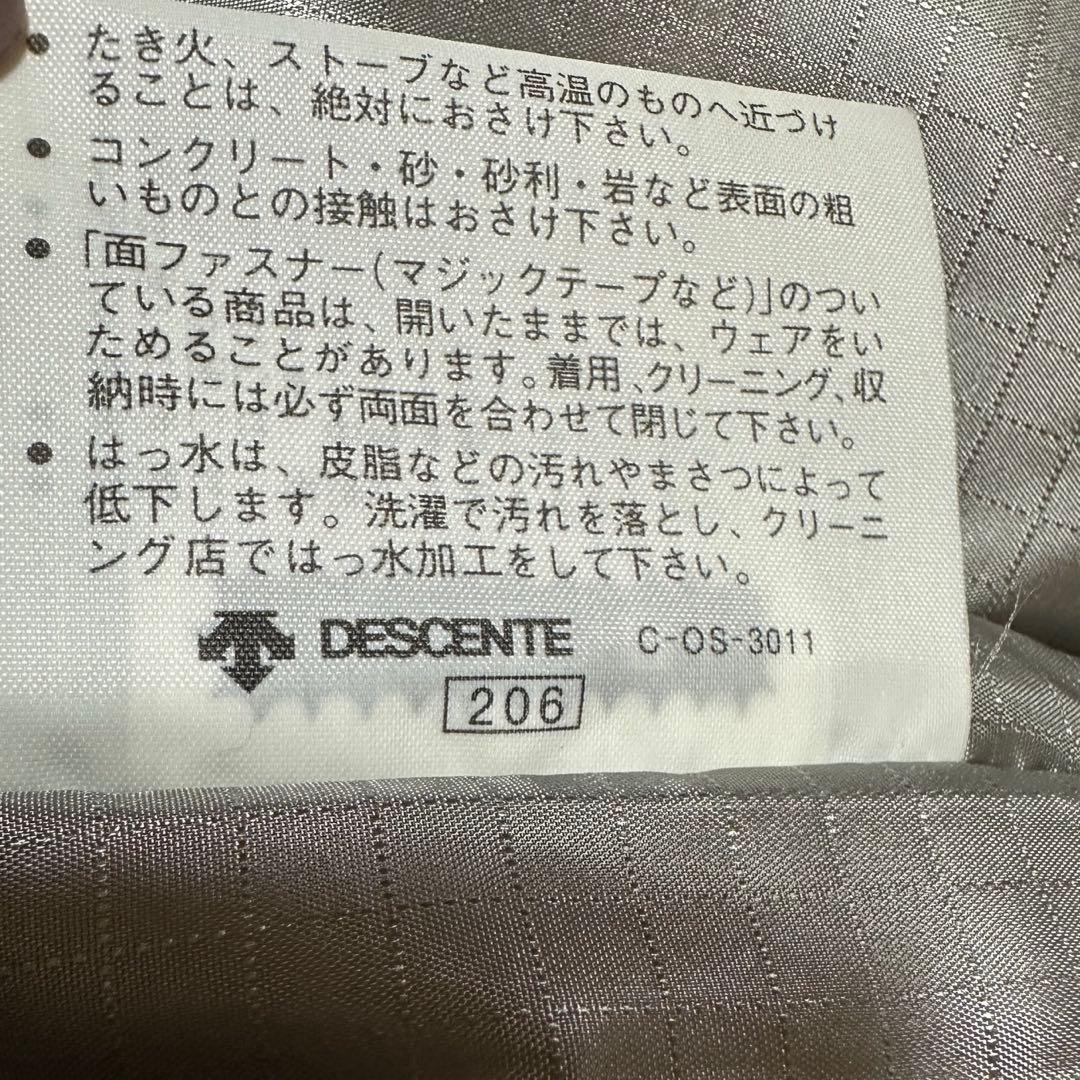 • たき火、ストーブなど高温のものへ近づけ
ることは、絶対におさけ下さい。
• コンクリート・砂・砂利・岩など表面の粗
いものとの接触はおさけ下さい。
• 「面ファスナー(マジックテープなど)」のつい
ている商品は、開いたままでは、ウェアをい
ためることがあります。着用、クリーニング、収
納時には必ず両面を合わせて閉じて下さい。
• はっ水は、皮脂などの汚れやまさつによって
低下します。洗濯で汚れを落とし、クリーニ
ング店ではっ水加工をして下さい。
DESCENTE C-OS-3011
206